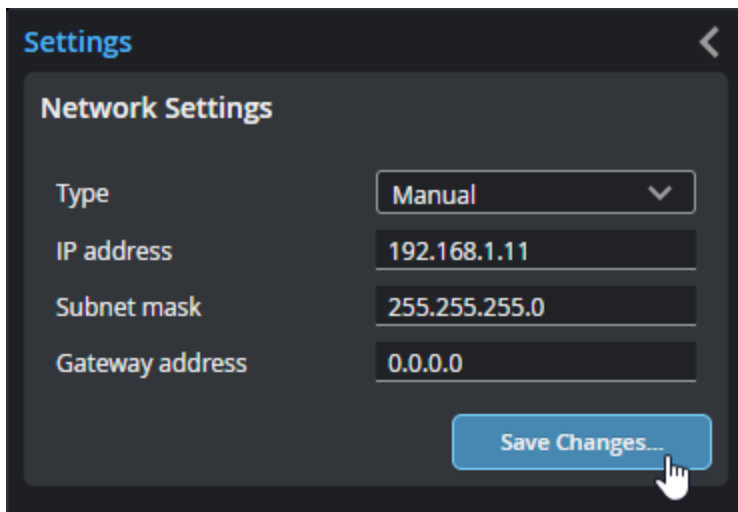 Settings
Network Settings
Type Manual
IP address 192.168.1.11
Subnet mask 255.255.255.0
Gateway address 0.0.0.0
Save Changes...